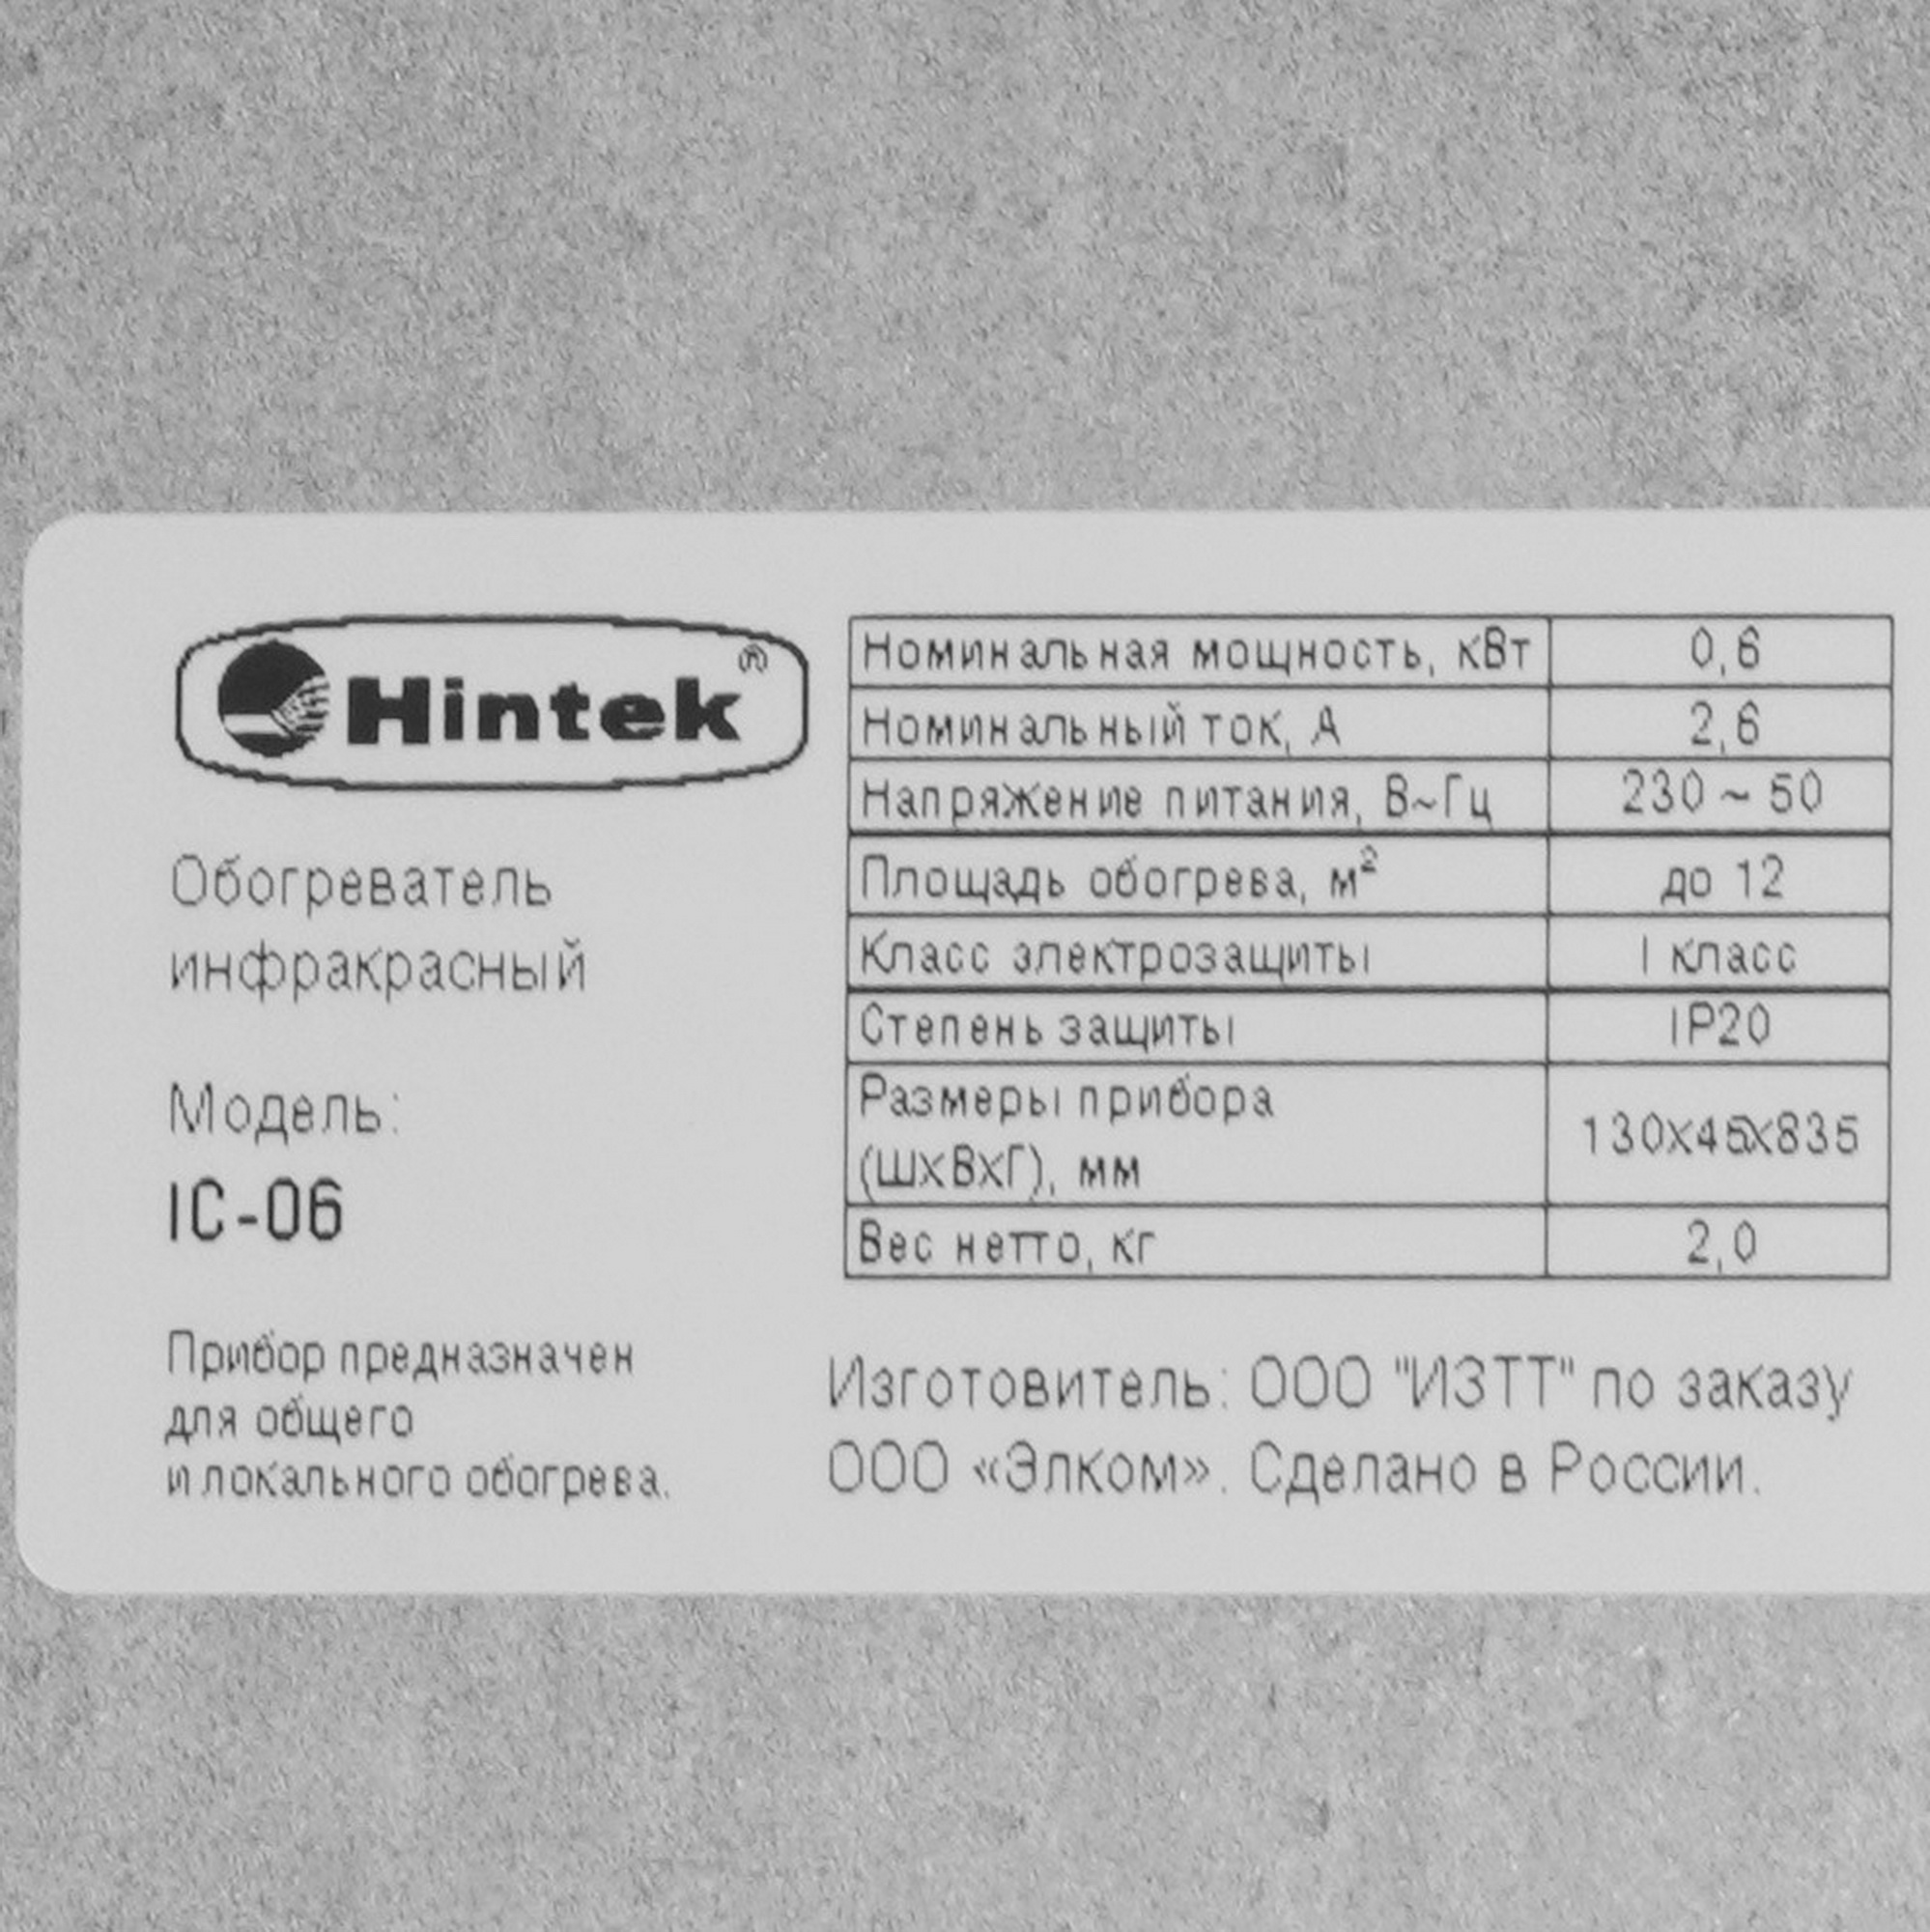 Hintek®
Обогреватель
инфракрасный
Модель:
IC-06
Прибор предназначен
для общего
и локального обогрева.
Номинальная мощность, кВт 0,6
Номинальный ток, А 2,6
Напряжение питания, В~Гц 230 ~ 50
Площадь обогрева, м² до 12
Класс электрозащиты I класс
Степень защиты IP20
Размеры прибора
(ШхВхГ), мм 130х45х835
Вес нетто, кг 2,0
Изготовитель: ООО "ИЗТТ" по заказу
ООО «Элком». Сделано в России.